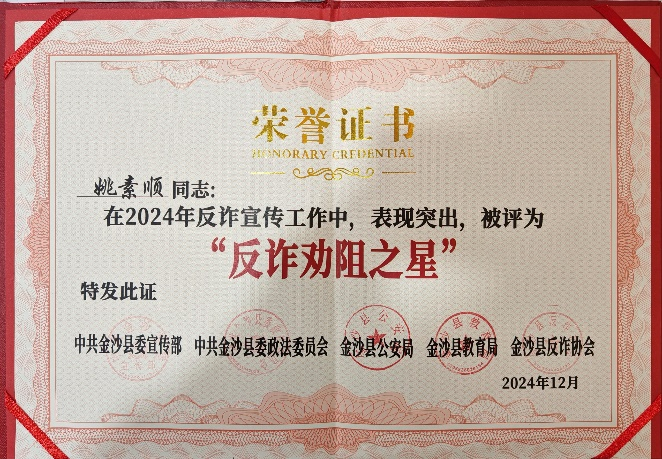 荣誉证书
HONORARY CREDENTIAL
姚素顺 同志：
在2024年反诈宣传工作中，表现突出，被评为
“反诈劝阻之星”
特发此证
中共金沙县委宣传部 中共金沙县委政法委员会 金沙县公安局 金沙县教育局 金沙县反诈协会
2024年12月